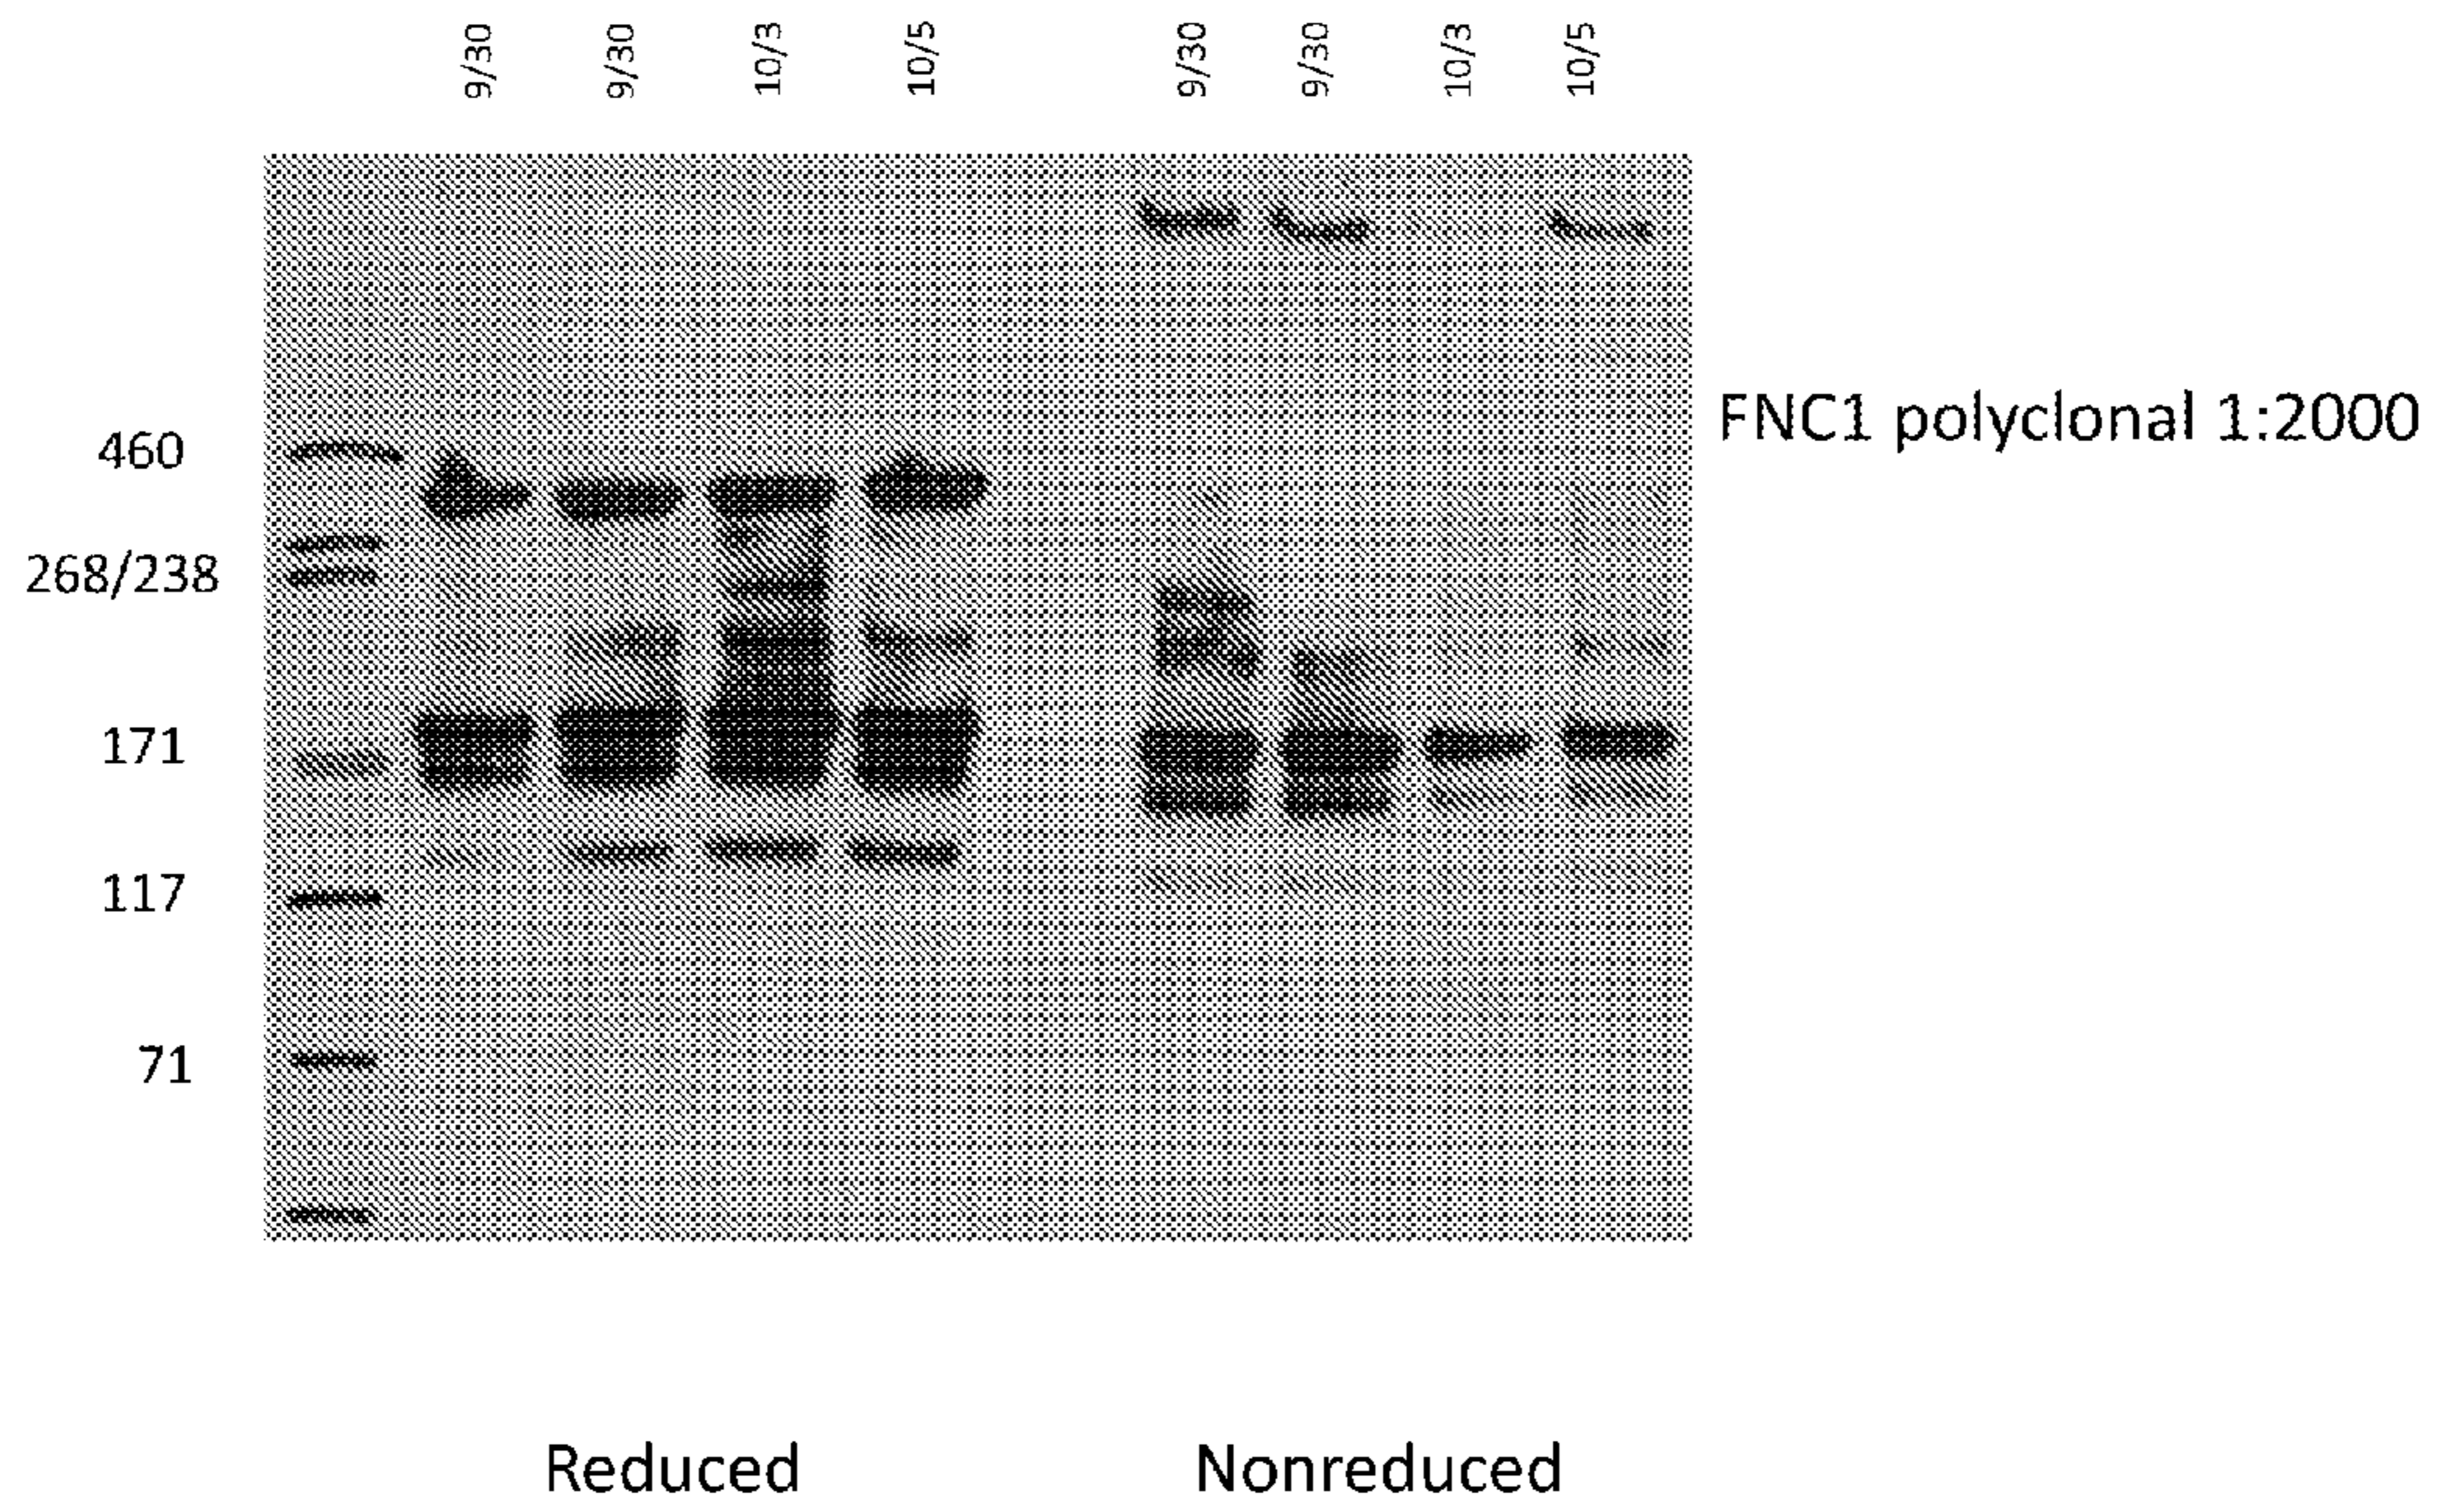 9/30 9/30 10/3 10/5 9/30 9/30 10/3 10/5
460
FNC1 polyclonal 1:2000
268/238
171
117
71
Reduced Nonreduced